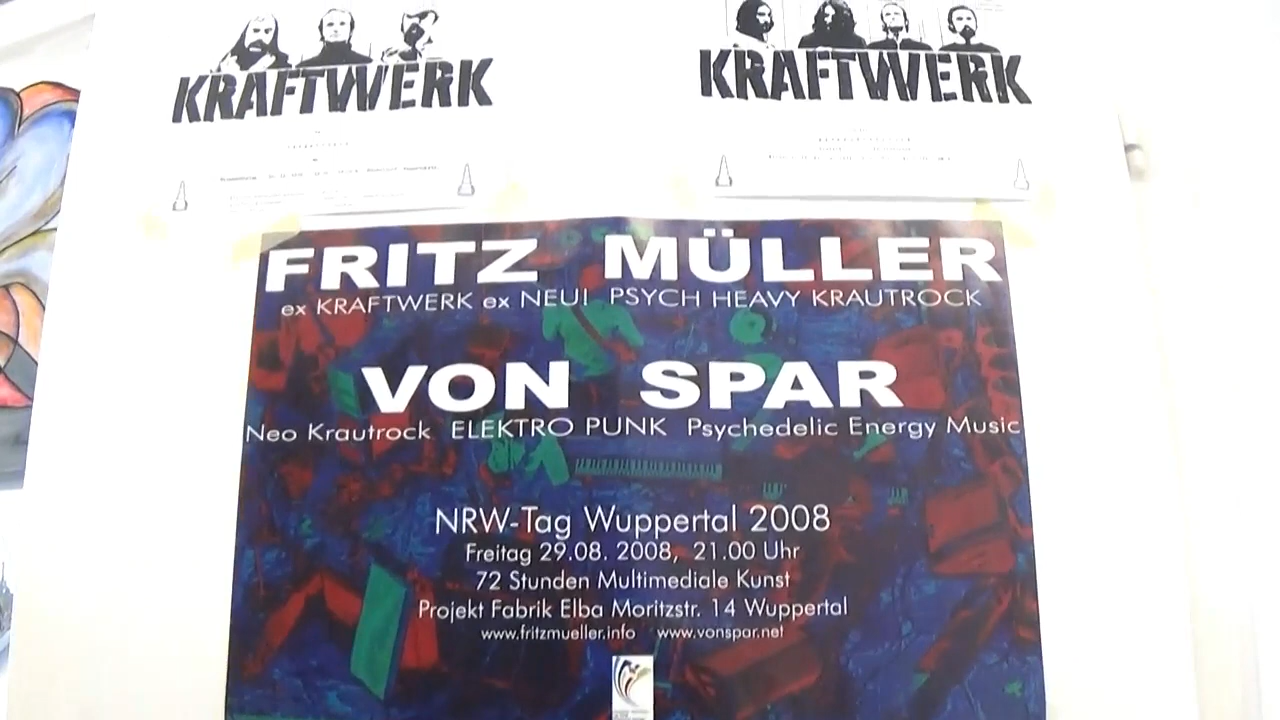 KRAFTWERK
KRAFTWERK
FRITZ MÜLLER
ex KRAFTWERK ex NEU! PSYCH HEAVY KRAUTROCK
VON SPAR
Neo Krautrock ELEKTRO PUNK Psychedelic Energy Music
NRW-Tag Wuppertal 2008
Freitag 29.08. 2008, 21.00 Uhr
72 Stunden Multimediale Kunst
Projekt Fabrik Elba Moritzstr. 14 Wuppertal
www.fritzmueller.info www.vonspar.net